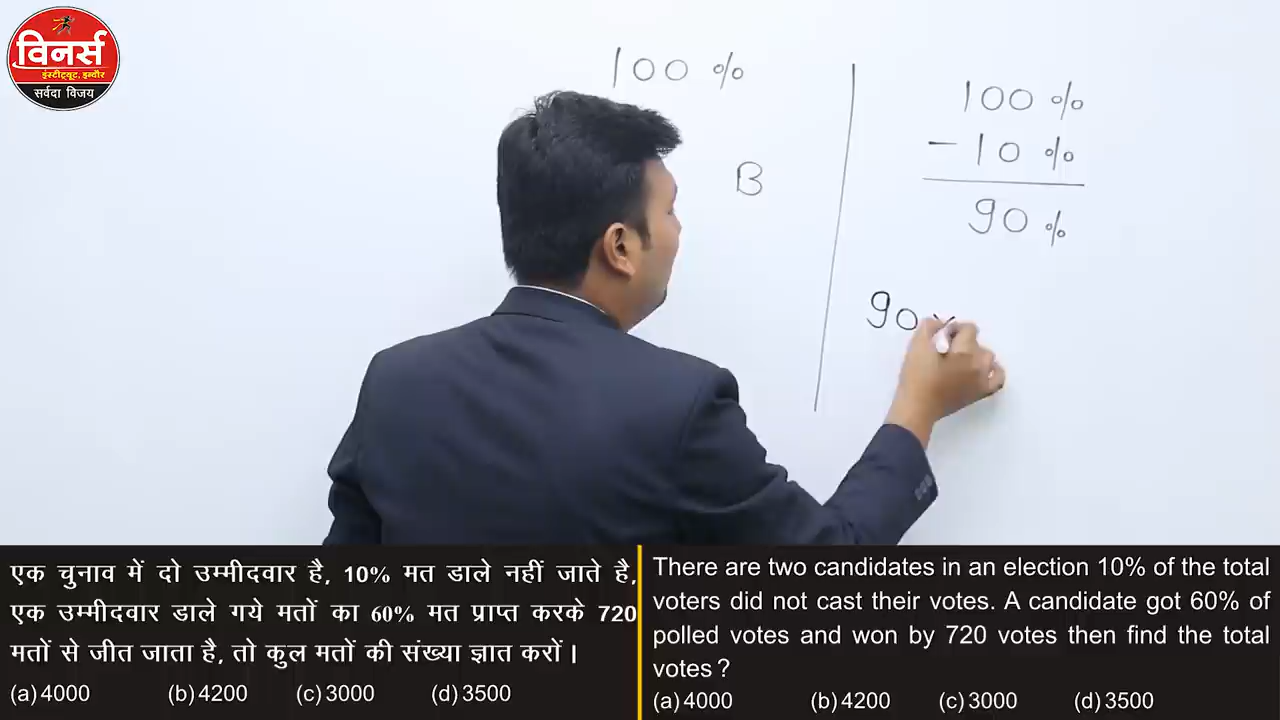 विनर्स
इंस्टीट्यूट, इन्दौर
सर्वदा विजय
100 %
B
100 %
- 10 %
90 %
90 ×
एक चुनाव में दो उम्मीदवार है, 10% मत डाले नहीं जाते है,
एक उम्मीदवार डाले गये मतों का 60% मत प्राप्त करके 720
मतों से जीत जाता है, तो कुल मतों की संख्या ज्ञात करों।
(a) 4000 (b) 4200 (c) 3000 (d) 3500
There are two candidates in an election 10% of the total
voters did not cast their votes. A candidate got 60% of
polled votes and won by 720 votes then find the total
votes ?
(a) 4000 (b) 4200 (c) 3000 (d) 3500